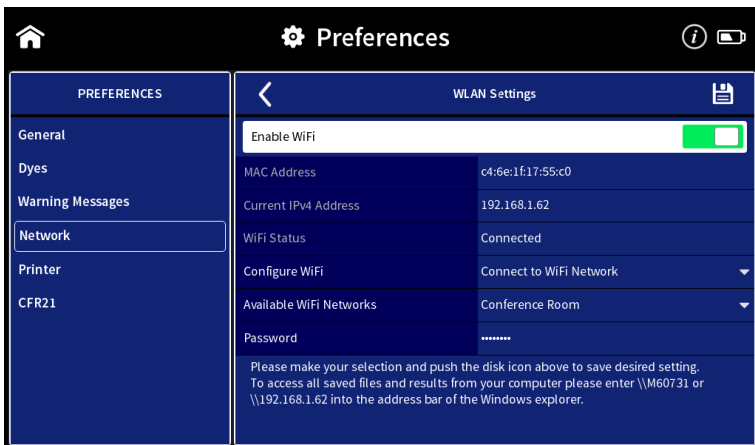 Preferences
i
PREFERENCES
General
Dyes
Warning Messages
Network
Printer
CFR21
WLAN Settings
Enable WiFi
MAC Address c4:6e:1f:17:55:c0
Current IPv4 Address 192.168.1.62
WiFi Status Connected
Configure WiFi Connect to WiFi Network
Available WiFi Networks Conference Room
Password ••••••••
Please make your selection and push the disk icon above to save desired setting.
To access all saved files and results from your computer please enter \\M60731 or
\\192.168.1.62 into the address bar of the Windows explorer.